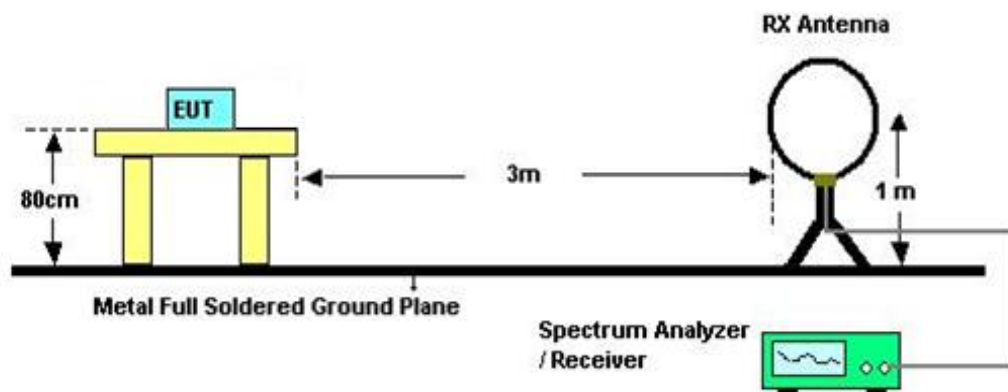 RX Antenna
EUT
80cm
3m
1 m
Metal Full Soldered Ground Plane
Spectrum Analyzer
/ Receiver